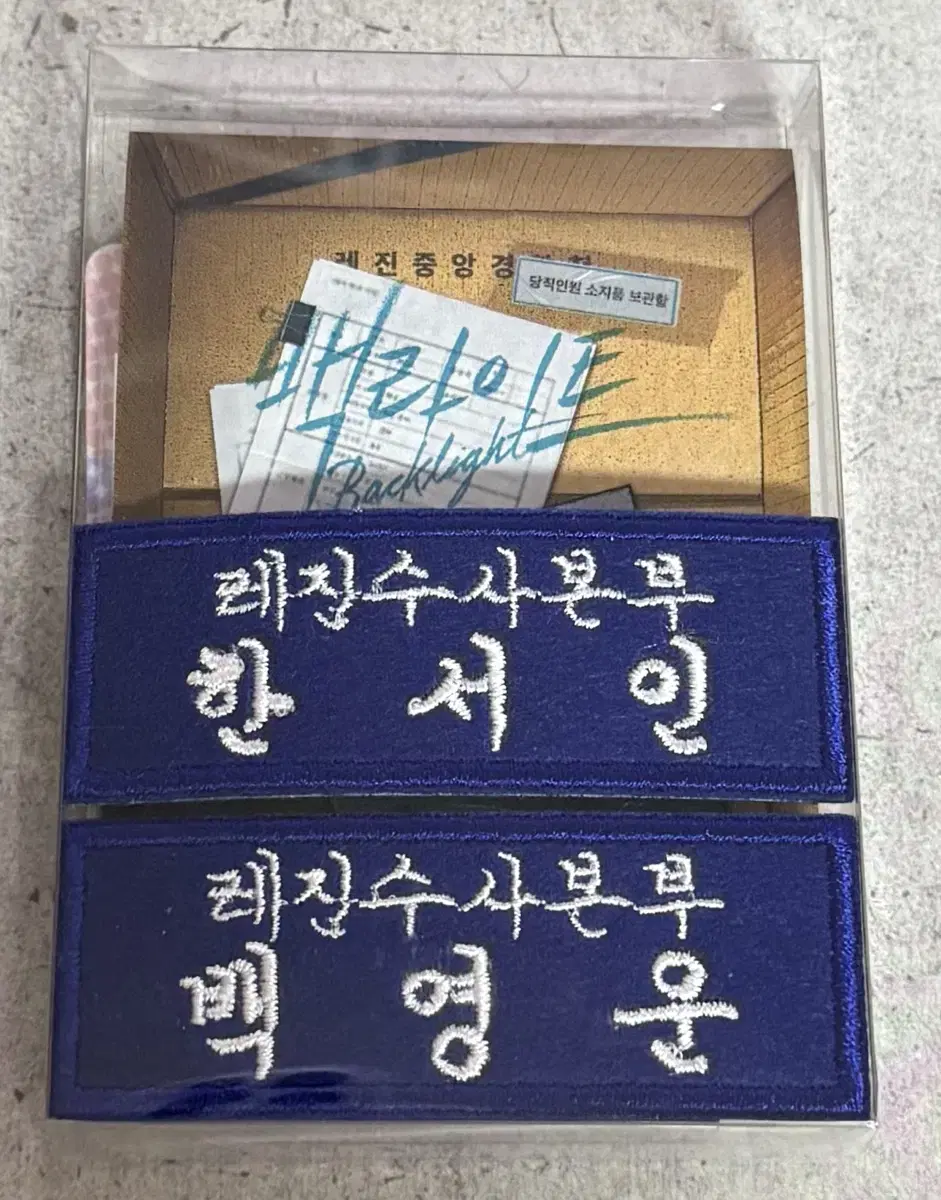 레진중앙경
당직인원 소지품 보관함
백라이트
Backlight
레진수사본부
한서인
레진수사본부
백영운